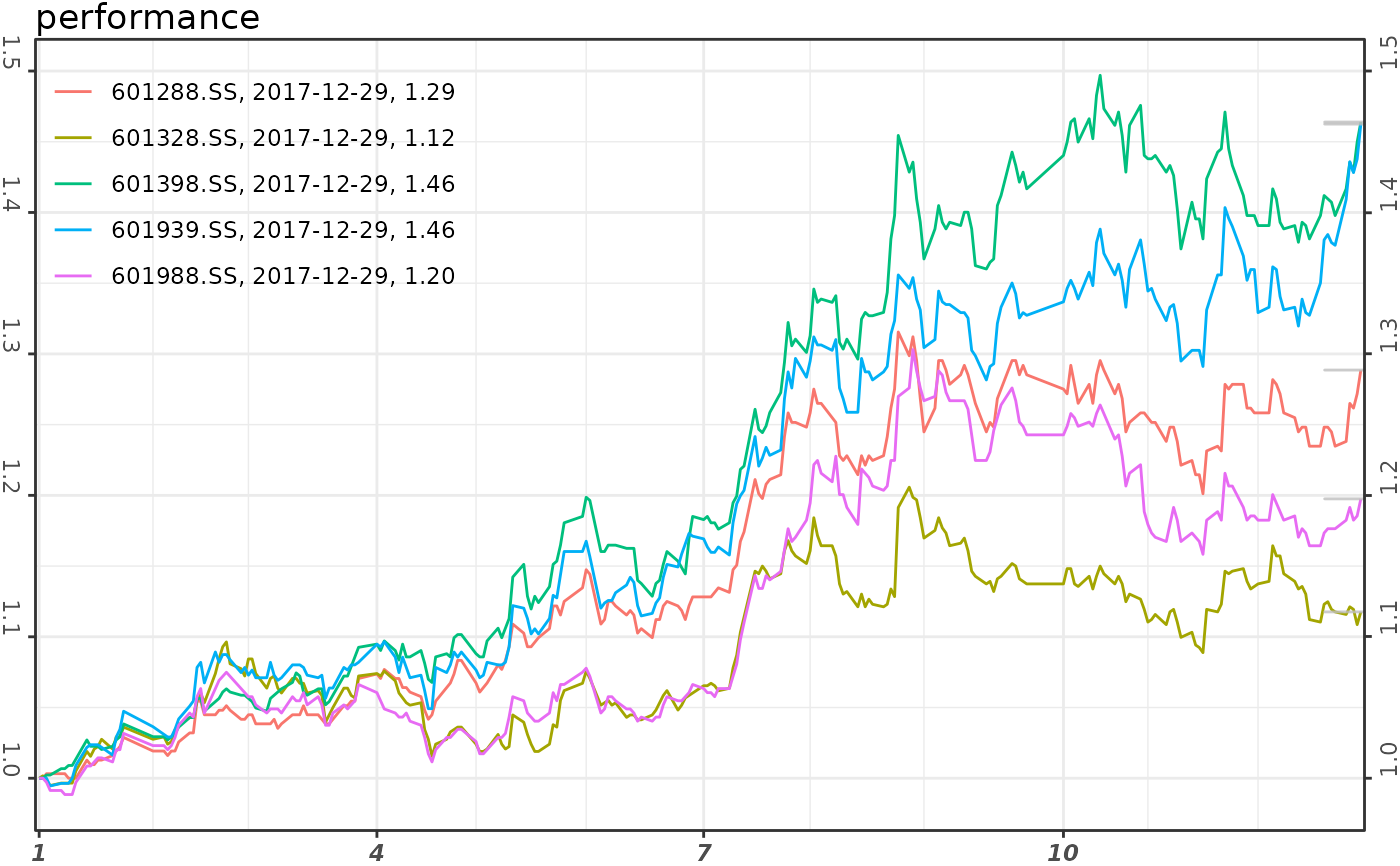 performance
1.5
1.4
1.3
1.2
1.1
1.0
601288.SS, 2017-12-29, 1.29
601328.SS, 2017-12-29, 1.12
601398.SS, 2017-12-29, 1.46
601939.SS, 2017-12-29, 1.46
601988.SS, 2017-12-29, 1.20
1.5
1.4
1.3
1.2
1.1
1.0
1 4 7 10